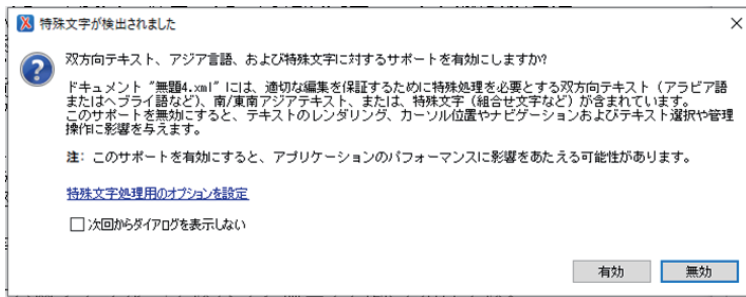 特殊文字が検出されました
双方向テキスト、アジア言語、および特殊文字に対するサポートを有効にしますか?
ドキュメント "無題4.xml" には、適切な編集を保証するために特殊処理を必要とする双方向テキスト（アラビア語
またはヘブライ語など）、南/東南アジアテキスト、または、特殊文字（組合せ文字など）が含まれています。
このサポートを無効にすると、テキストのレンダリング、カーソル位置やナビゲーションおよびテキスト選択や管理
操作に影響を与えます。
注: このサポートを有効にすると、アプリケーションのパフォーマンスに影響をあたえる可能性があります。
特殊文字処理用のオプションを設定
次回からダイアログを表示しない
有効
無効